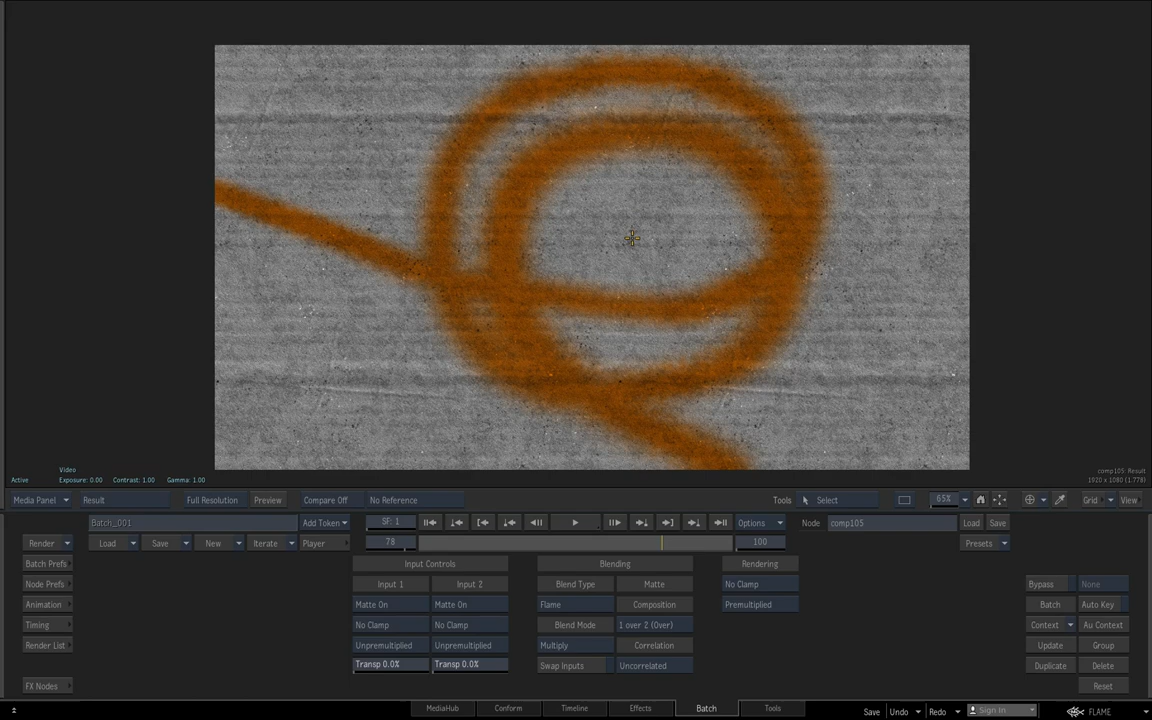 Video
Active Exposure: 0.00 Contrast: 1.00 Gamma: 1.00
comp105: Result
1920 x 1080 (1.778)
Media Panel Result Full Resolution Preview Compare Off No Reference Tools Select 65% Grid View
Batch_001 Add Token SF: 1 Options Node comp105 Load Save
Render Load Save New Iterate Player 78 100 Presets
Batch Prefs Input Controls Blending Rendering
Node Prefs Input 1 Input 2 Blend Type Matte No Clamp Bypass None
Animation Matte On Matte On Flame Composition Premultiplied Batch Auto Key
Timing No Clamp No Clamp Blend Mode 1 over 2 (Over) Context Au Context
Render List Unpremultiplied Unpremultiplied Multiply Correlation Update Group
Transp 0.0% Transp 0.0% Swap Inputs Uncorrelated Duplicate Delete
FX Nodes Reset
MediaHub Conform Timeline Effects Batch Tools Save Undo Redo Sign In FLAME